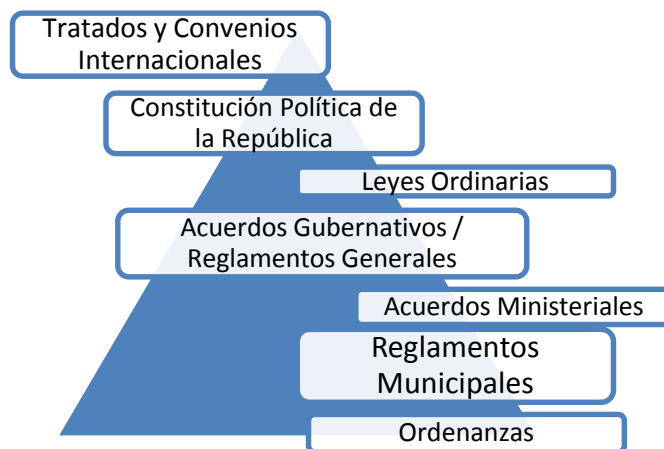 Tratados y Convenios
Internacionales
Constitución Política de
la República
Leyes Ordinarias
Acuerdos Gubernativos /
Reglamentos Generales
Acuerdos Ministeriales
Reglamentos
Municipales
Ordenanzas